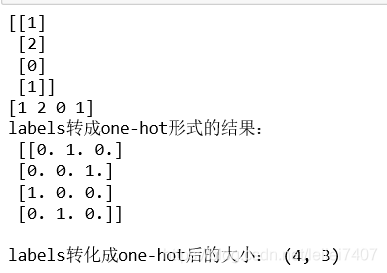 [[1]
 [2]
 [0]
 [1]]
[1 2 0 1]
labels转成one-hot形式的结果：
 [[0. 1. 0.]
 [0. 0. 1.]
 [1. 0. 0.]
 [0. 1. 0.]]
labels转化成one-hot后的大小： (4, 3)